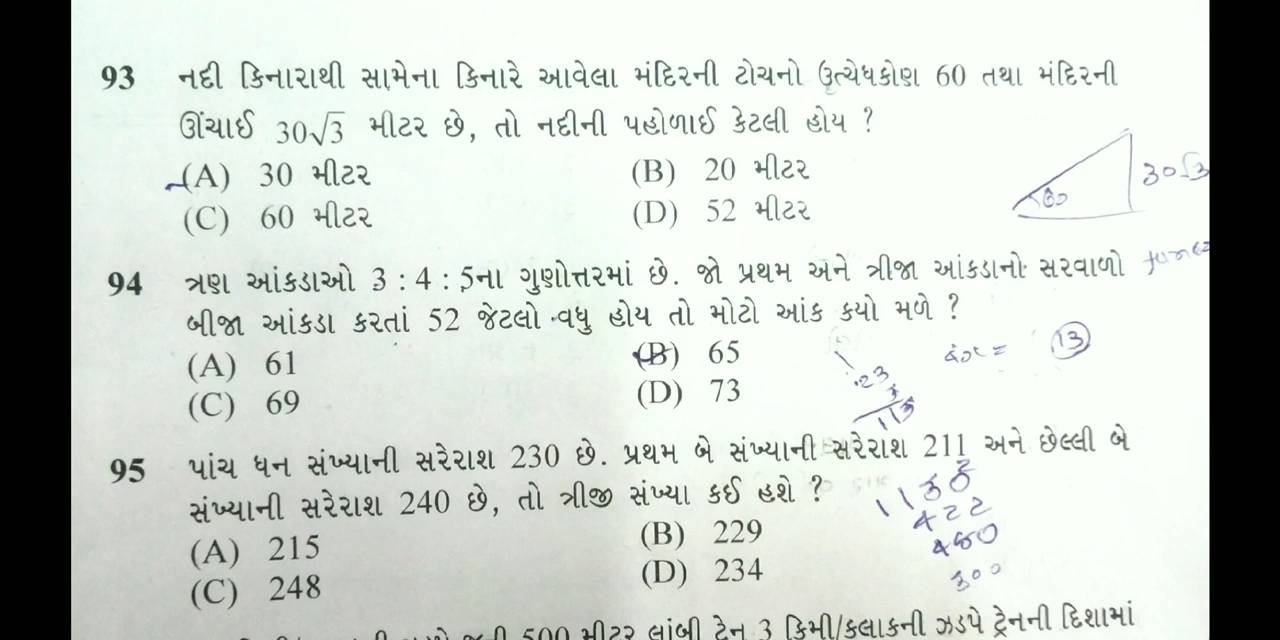 93 નદી કિનારાથી સામેના કિનારે આવેલા મંદિરની ટોચનો ઉત્સેધકોણ 60 તથા મંદિરની
ઊંચાઈ 30√3 મીટર છે, તો નદીની પહોળાઈ કેટલી હોય ?
(A) 30 મીટર (B) 20 મીટર
(C) 60 મીટર (D) 52 મીટર
60
30√3
94 ત્રણ આંકડાઓ 3 : 4 : 5ના ગુણોત્તરમાં છે. જો પ્રથમ અને ત્રીજા આંકડાનો સરવાળો
બીજા આંકડા કરતાં 52 જેટલો વધુ હોય તો મોટો આંક કયો મળે ?
(A) 61 (B) 65
(C) 69 (D) 73
13
95 પાંચ ધન સંખ્યાની સરેરાશ 230 છે. પ્રથમ બે સંખ્યાની સરેરાશ 211 અને છેલ્લી બે
સંખ્યાની સરેરાશ 240 છે, તો ત્રીજી સંખ્યા કઈ હશે ?
(A) 215 (B) 229
(C) 248 (D) 234
૪૨૨
૪૮૦
500 મીટર લાંબી ટ્રેન 3 કિમી/કલાકની ઝડપે ટ્રેનની દિશામાં